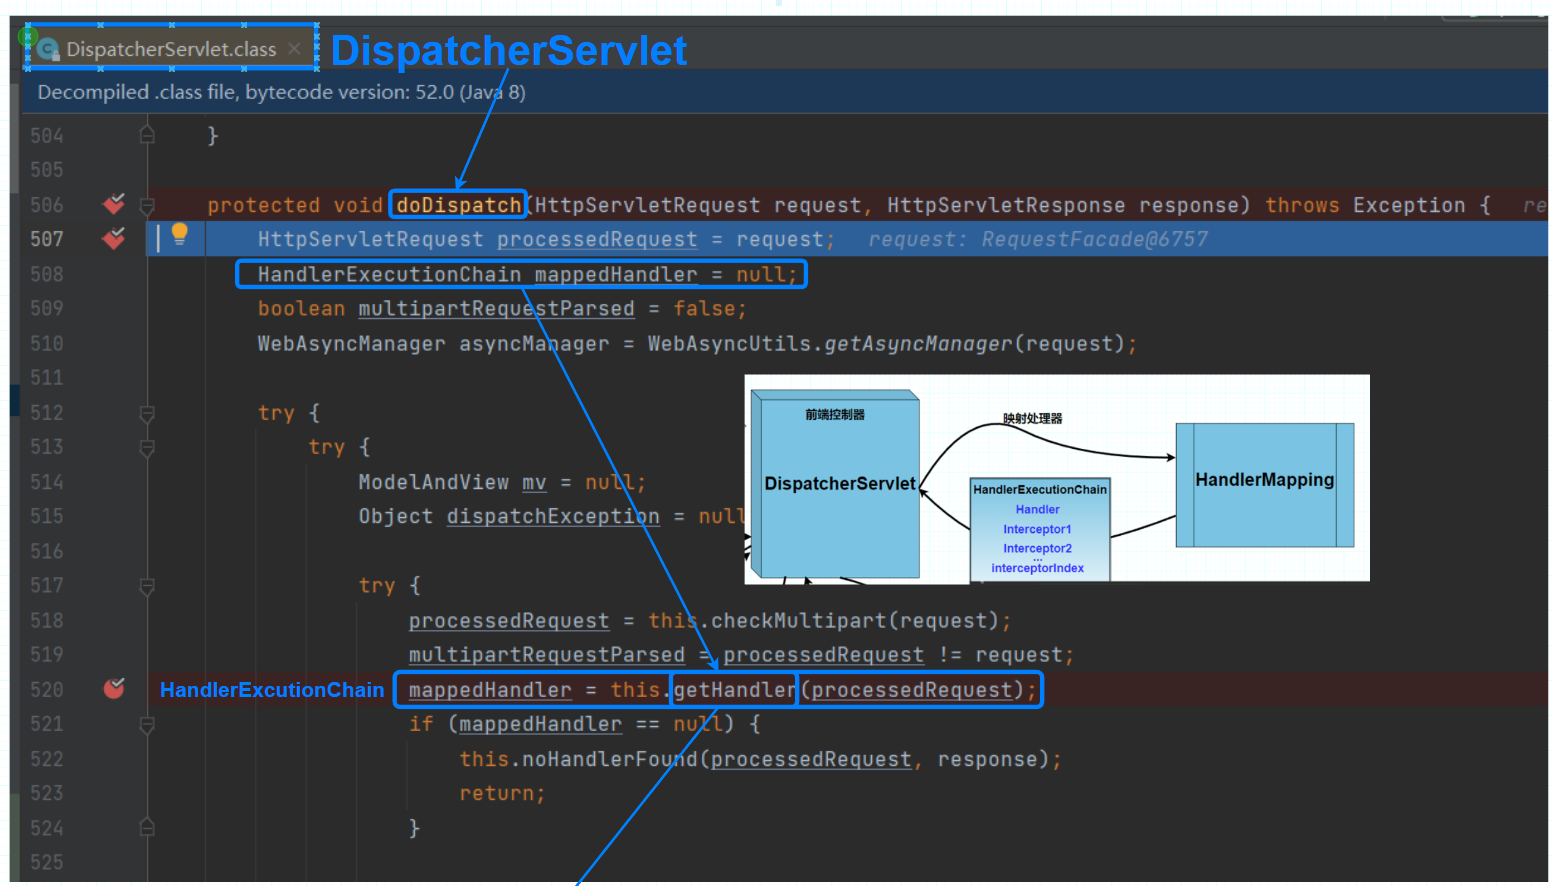 DispatcherServlet.class
DispatcherServlet
Decompiled .class file, bytecode version: 52.0 (Java 8)
504 }
505
506 protected void doDispatch(HttpServletRequest request, HttpServletResponse response) throws Exception { re
507 HttpServletRequest processedRequest = request; request: RequestFacade@6757
508 HandlerExecutionChain mappedHandler = null;
509 boolean multipartRequestParsed = false;
510 WebAsyncManager asyncManager = WebAsyncUtils.getAsyncManager(request);
511
512 try {
513 try {
514 ModelAndView mv = null;
515 Object dispatchException = null
516
517 try {
518 processedRequest = this.checkMultipart(request);
519 multipartRequestParsed = processedRequest != request;
520 HandlerExcutionChain mappedHandler = this.getHandler(processedRequest);
521 if (mappedHandler == null) {
522 this.noHandlerFound(processedRequest, response);
523 return;
524 }
525
前端控制器
DispatcherServlet
映射处理器
HandlerExecutionChain
Handler
Interceptor1
Interceptor2
...
interceptorIndex
HandlerMapping